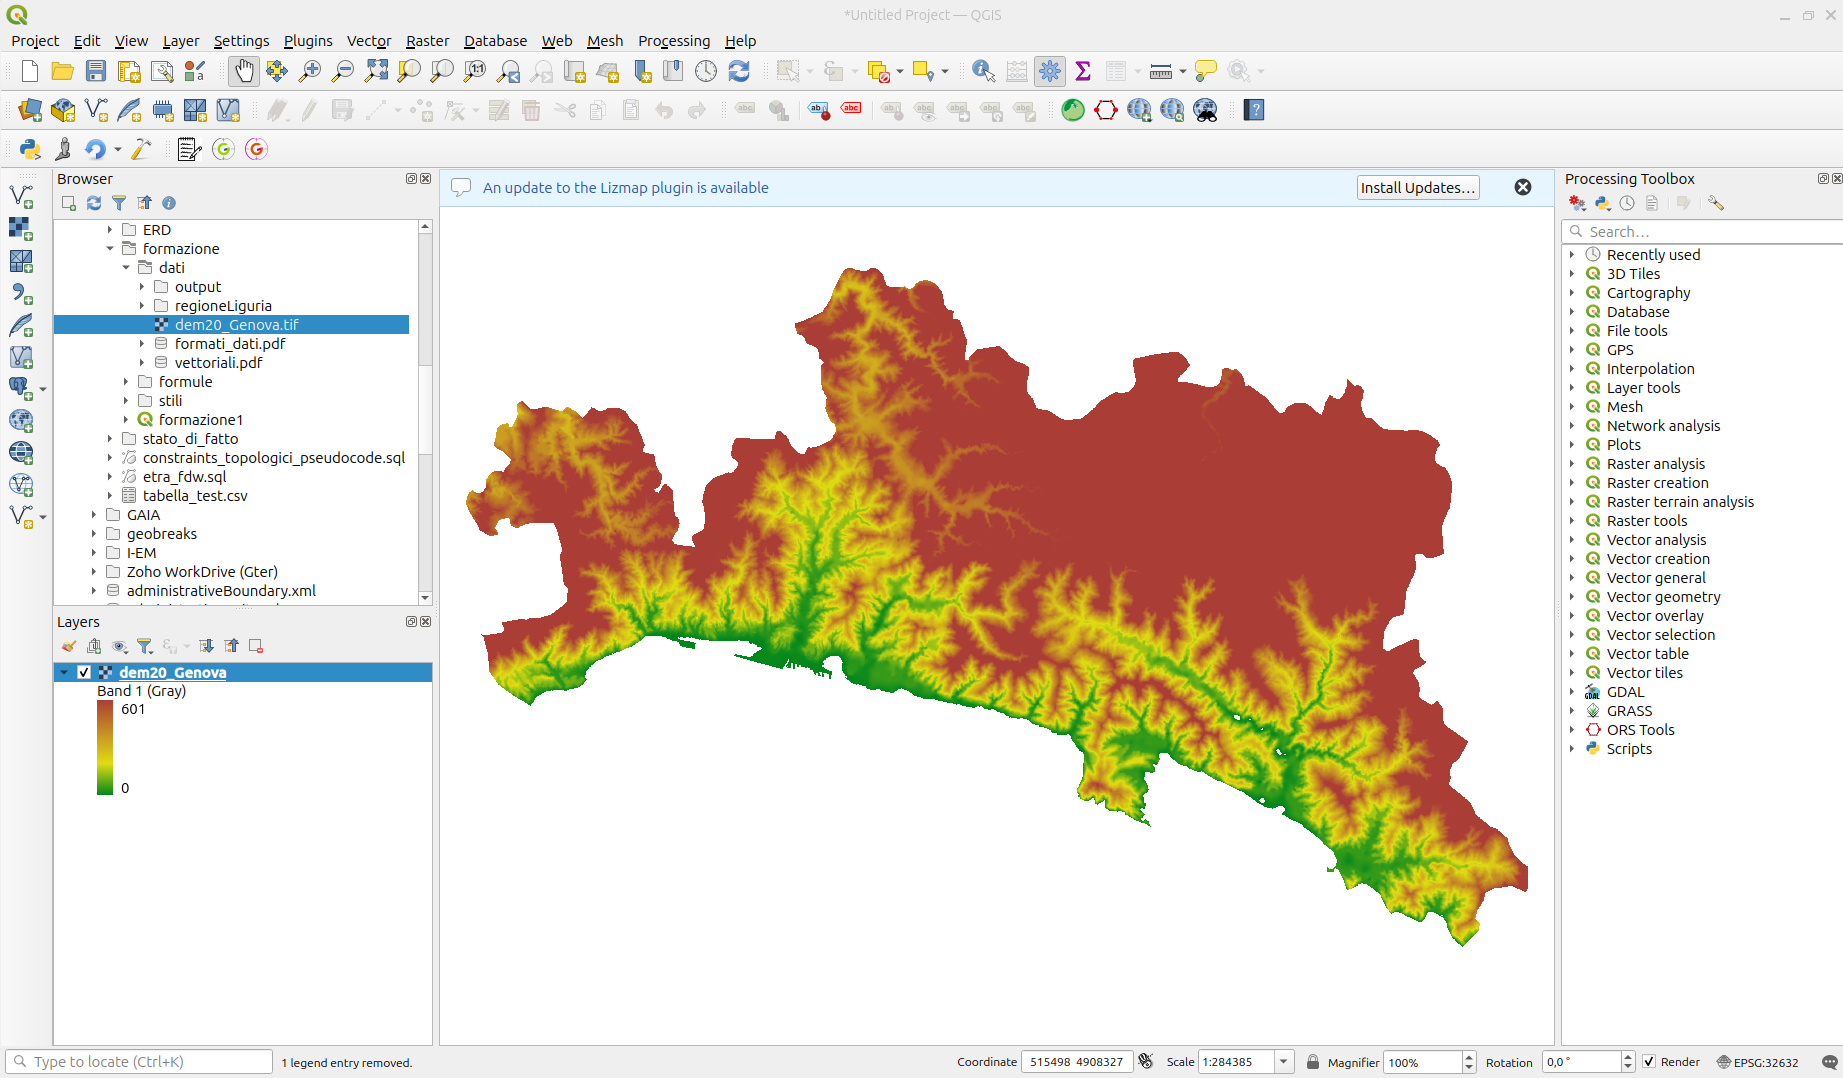 *Untitled Project — QGIS
Project Edit View Layer Settings Plugins Vector Raster Database Web Mesh Processing Help
Browser
ERD
formazione
dati
output
regioneLiguria
dem20_Genova.tif
formati_dati.pdf
vettoriali.pdf
formule
stili
formazione1
stato_di_fatto
constraints_topologici_pseudocode.sql
etra_fdw.sql
tabella_test.csv
GAIA
geobreaks
I-EM
Zoho WorkDrive (Gter)
administrativeBoundary.xml
Layers
dem20_Genova
Band 1 (Gray)
601
0
An update to the Lizmap plugin is available
Install Updates…
Processing Toolbox
Search…
Recently used
3D Tiles
Cartography
Database
File tools
GPS
Interpolation
Layer tools
Mesh
Network analysis
Plots
Raster analysis
Raster creation
Raster terrain analysis
Raster tools
Vector analysis
Vector creation
Vector general
Vector geometry
Vector overlay
Vector selection
Vector table
Vector tiles
GDAL
GRASS
ORS Tools
Scripts
Type to locate (Ctrl+K) 1 legend entry removed. Coordinate 515498 4908327 Scale 1:284385 Magnifier 100% Rotation 0,0 ° Render EPSG:32632